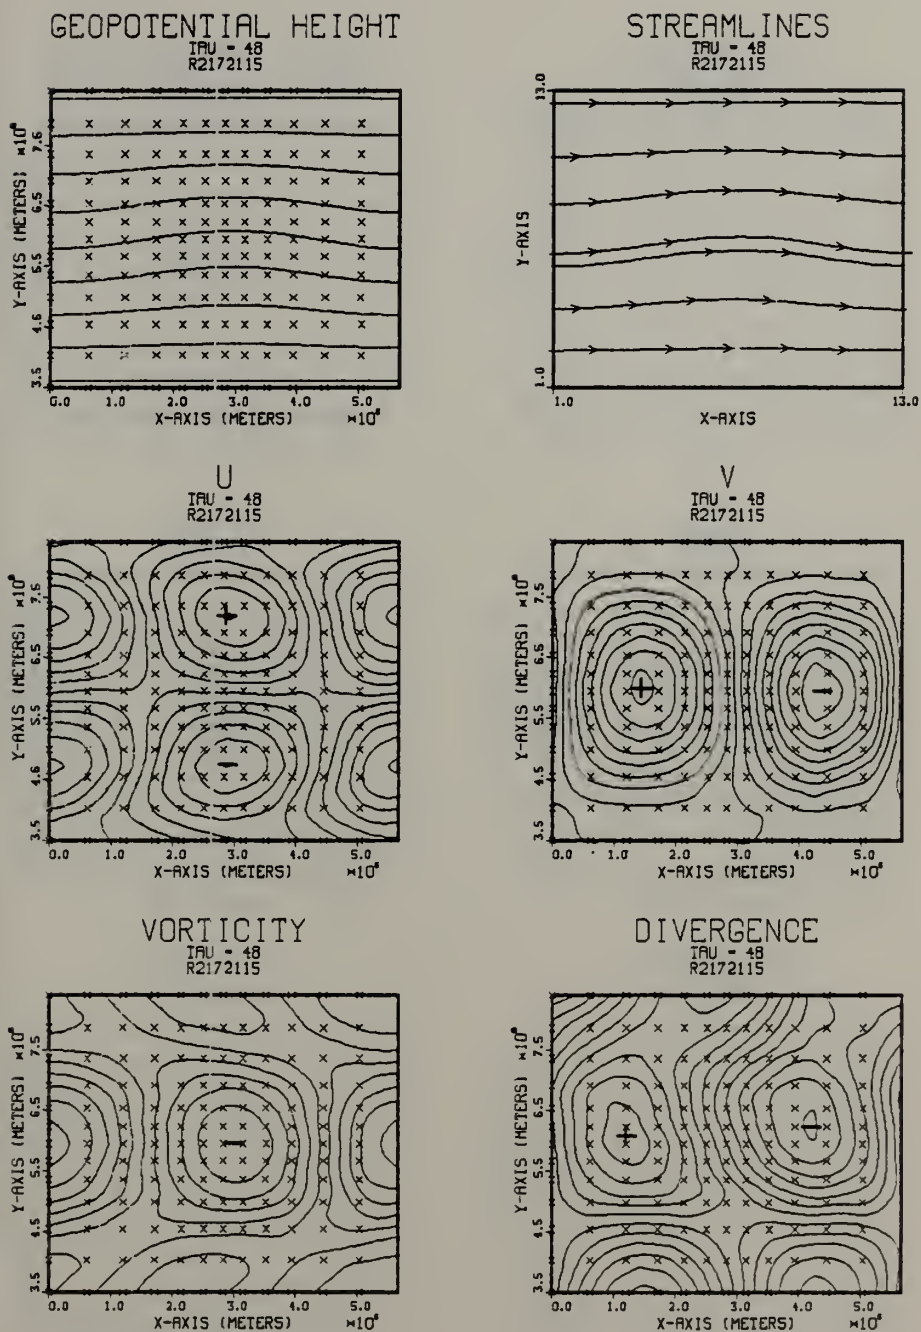 GEOPOTENTIAL HEIGHT
TAU - 48
R2172115
Y-AXIS (METERS) ×10⁶
3.5 4.6 5.5 6.5 7.6
0.0 1.0 2.0 3.0 4.0 5.0
X-AXIS (METERS) ×10⁶
STREAMLINES
TAU - 48
R2172115
13.0
Y-AXIS
1.0
1.0 13.0
X-AXIS
U
TAU - 48
R2172115
Y-AXIS (METERS) ×10⁶
3.5 4.6 5.5 6.5 7.6
+
-
0.0 1.0 2.0 3.0 4.0 5.0
X-AXIS (METERS) ×10⁶
V
TAU - 48
R2172115
Y-AXIS (METERS) ×10⁶
3.5 4.5 5.5 6.5 7.5
+ -
0.0 1.0 2.0 3.0 4.0 5.0
X-AXIS (METERS) ×10⁶
VORTICITY
TAU - 48
R2172115
Y-AXIS (METERS) ×10⁶
3.5 4.5 5.5 6.5 7.5
-
0.0 1.0 2.0 3.0 4.0 5.0
X-AXIS (METERS) ×10⁶
DIVERGENCE
TAU - 48
R2172115
Y-AXIS (METERS) ×10⁶
3.5 4.5 5.5 6.5 7.5
+ -
0.0 1.0 2.0 3.0 4.0 5.0
X-AXIS (METERS) ×10⁶